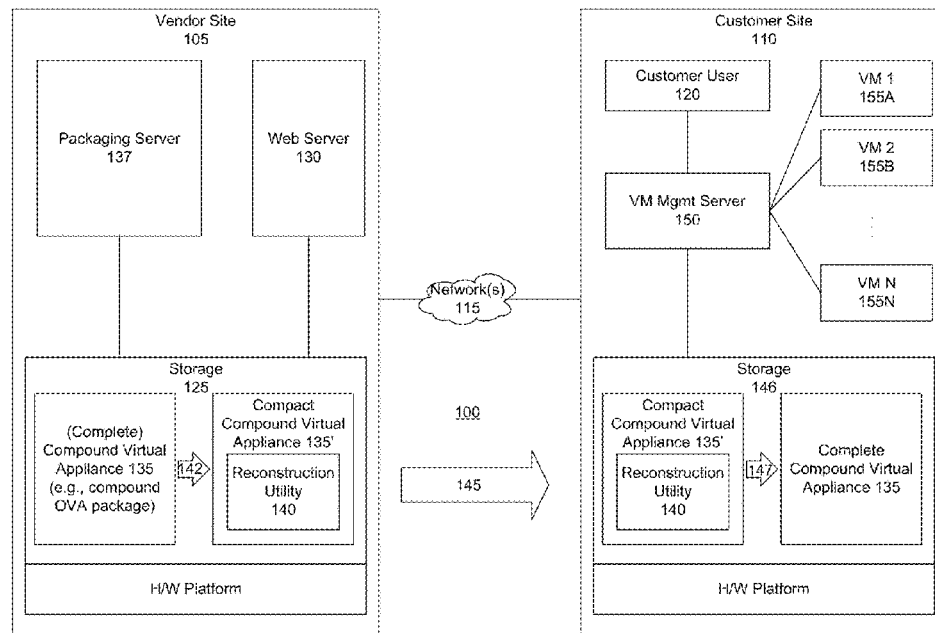 Vendor Site
105
Packaging Server
137
Web Server
130
Storage
125
(Complete)
Compound Virtual
Appliance 135
(e.g., compound
OVA package)
142
Compact
Compound Virtual
Appliance 135'
Reconstruction
Utility
140
H/W Platform
Network(s)
115
100
145
Customer Site
110
Customer User
120
VM Mgmt Server
150
VM 1
155A
VM 2
155B
VM N
155N
Storage
146
Compact
Compound Virtual
Appliance 135'
Reconstruction
Utility
140
147
Complete
Compound Virtual
Appliance 135
H/W Platform